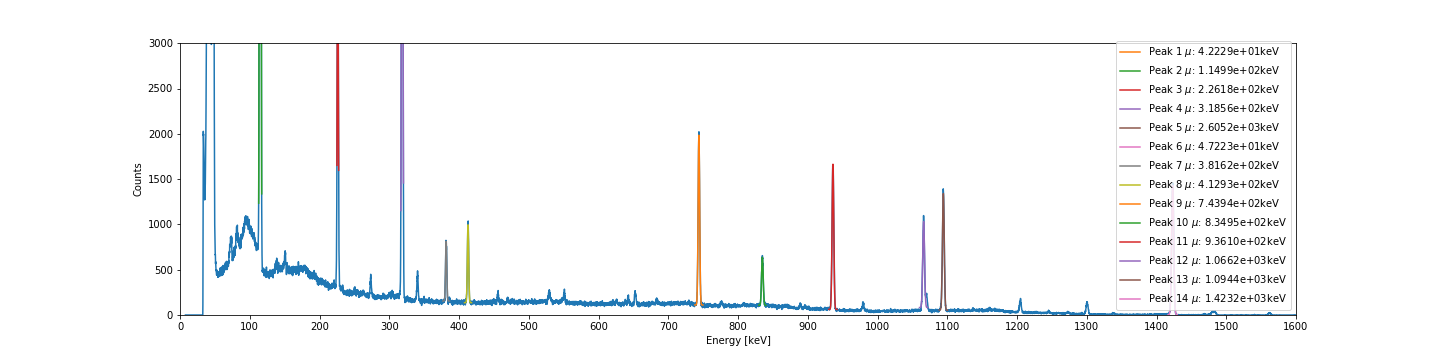 3000
2500
2000
1500
1000
500
0
Counts
0 100 200 300 400 500 600 700 800 900 1000 1100 1200 1300 1400 1500 1600
Energy [keV]
Peak 1 μ: 4.2229e+01keV
Peak 2 μ: 1.1499e+02keV
Peak 3 μ: 2.2618e+02keV
Peak 4 μ: 3.1856e+02keV
Peak 5 μ: 2.6052e+03keV
Peak 6 μ: 4.7223e+01keV
Peak 7 μ: 3.8162e+02keV
Peak 8 μ: 4.1293e+02keV
Peak 9 μ: 7.4394e+02keV
Peak 10 μ: 8.3495e+02keV
Peak 11 μ: 9.3610e+02keV
Peak 12 μ: 1.0662e+03keV
Peak 13 μ: 1.0944e+03keV
Peak 14 μ: 1.4232e+03keV